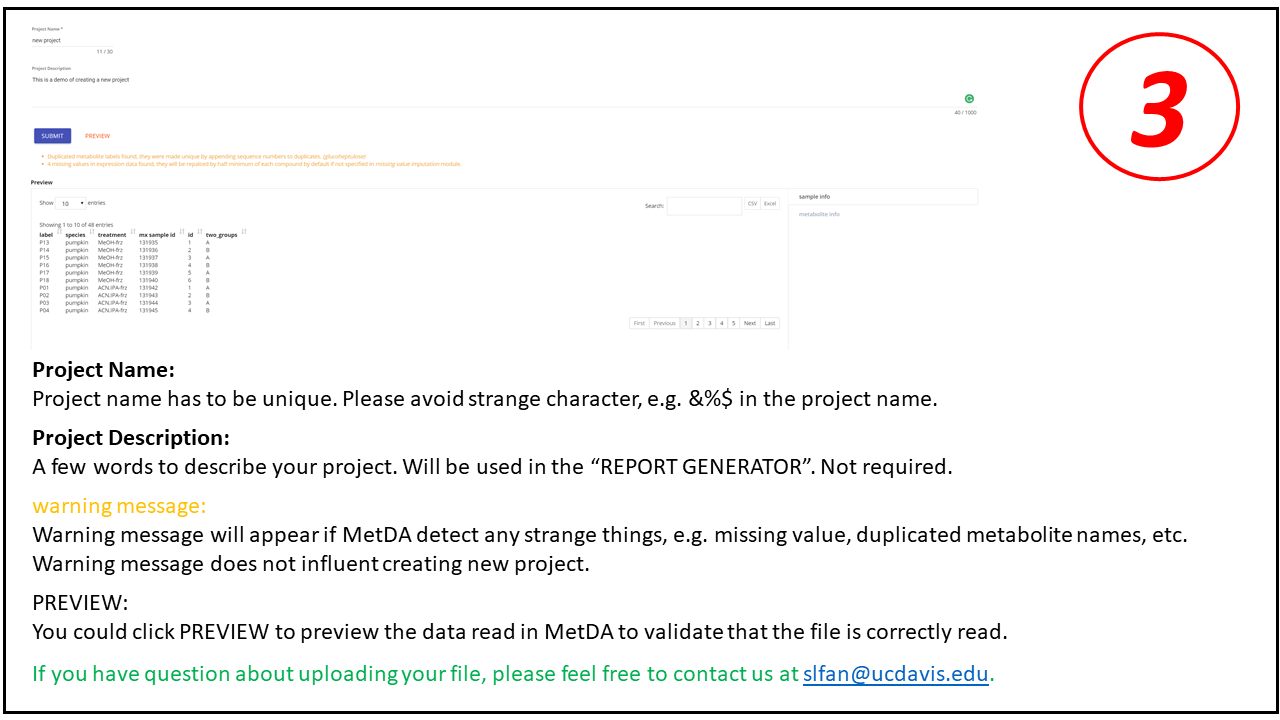 Project Name *
new project
11 / 30
Project Description
This is a demo of creating a new project
40 / 1000
SUBMIT PREVIEW
Duplicated metabolite labels found, they were made unique by appending sequence numbers to duplicates. (glucoheptulose)
4 missing values in expression data found, they will be repalced by half minimum of each compound by default if not specified in missing value imputation module.
Preview
Show 10 entries
Search: CSV Excel
Showing 1 to 10 of 48 entries
label species treatment mx sample id id two_groups
P13 pumpkin MeOH-frz 131935 1 A
P14 pumpkin MeOH-frz 131936 2 B
P15 pumpkin MeOH-frz 131937 3 A
P16 pumpkin MeOH-frz 131938 4 B
P17 pumpkin MeOH-frz 131939 5 A
P18 pumpkin MeOH-frz 131940 6 B
P01 pumpkin ACN.IPA-frz 131942 1 A
P02 pumpkin ACN.IPA-frz 131943 2 B
P03 pumpkin ACN.IPA-frz 131944 3 A
P04 pumpkin ACN.IPA-frz 131945 4 B
First Previous 1 2 3 4 5 Next Last
sample info
metabolite info
3
Project Name:
Project name has to be unique. Please avoid strange character, e.g. &%$ in the project name.
Project Description:
A few words to describe your project. Will be used in the “REPORT GENERATOR”. Not required.
warning message:
Warning message will appear if MetDA detect any strange things, e.g. missing value, duplicated metabolite names, etc.
Warning message does not influent creating new project.
PREVIEW:
You could click PREVIEW to preview the data read in MetDA to validate that the file is correctly read.
If you have question about uploading your file, please feel free to contact us at slfan@ucdavis.edu.